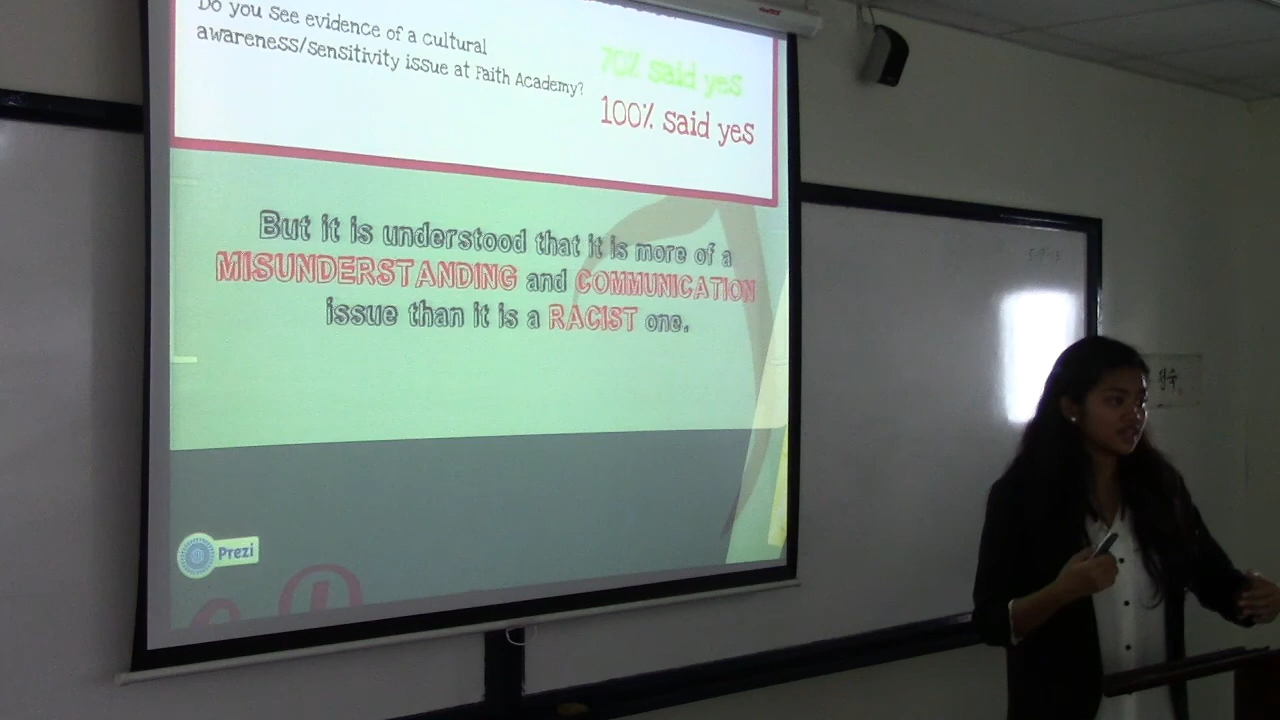 Do you see evidence of a cultural
awareness/sensitivity issue at Faith Academy?
70% said yes
100% said yes
But it is understood that it is more of a
MISUNDERSTANDING and COMMUNICATION
issue than it is a RACIST one.
Prezi